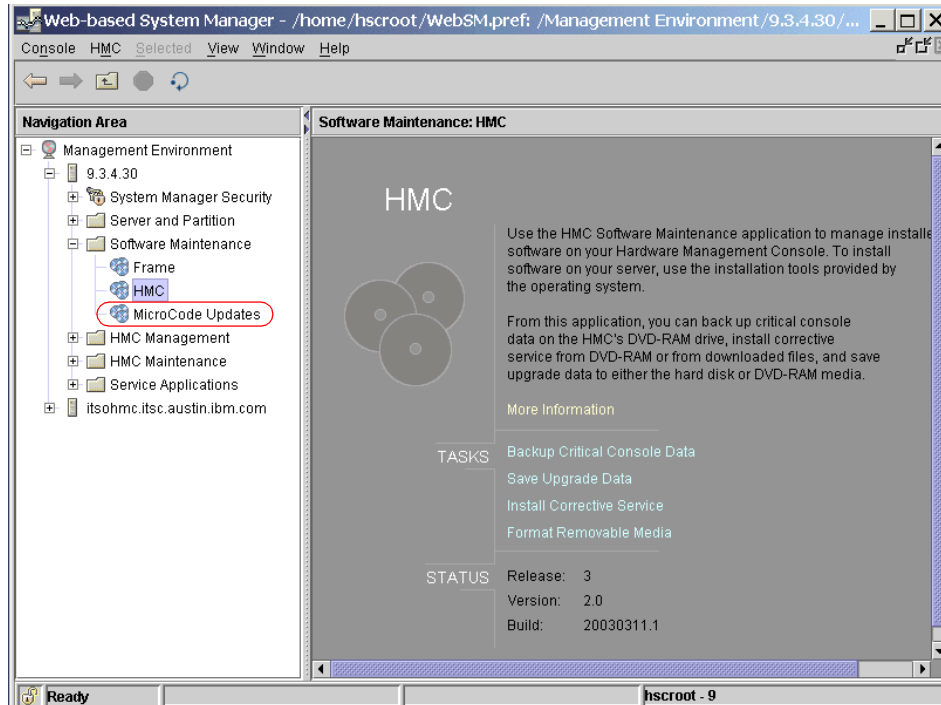 Web-based System Manager - /home/hscroot/WebSM.pref: /Management Environment/9.3.4.30/...
Console HMC Selected View Window Help
Navigation Area
Management Environment
9.3.4.30
System Manager Security
Server and Partition
Software Maintenance
Frame
HMC
MicroCode Updates
HMC Management
HMC Maintenance
Service Applications
itsohmc.itsc.austin.ibm.com
Software Maintenance: HMC
HMC
Use the HMC Software Maintenance application to manage installe
software on your Hardware Management Console. To install
software on your server, use the installation tools provided by
the operating system.
From this application, you can back up critical console
data on the HMC's DVD-RAM drive, install corrective
service from DVD-RAM or from downloaded files, and save
upgrade data to either the hard disk or DVD-RAM media.
More Information
TASKS
Backup Critical Console Data
Save Upgrade Data
Install Corrective Service
Format Removable Media
STATUS
Release: 3
Version: 2.0
Build: 20030311.1
Ready
hscroot - 9